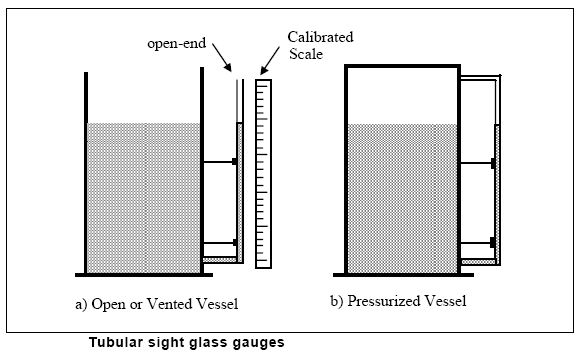 open-end
Calibrated
Scale
a) Open or Vented Vessel
b) Pressurized Vessel
Tubular sight glass gauges